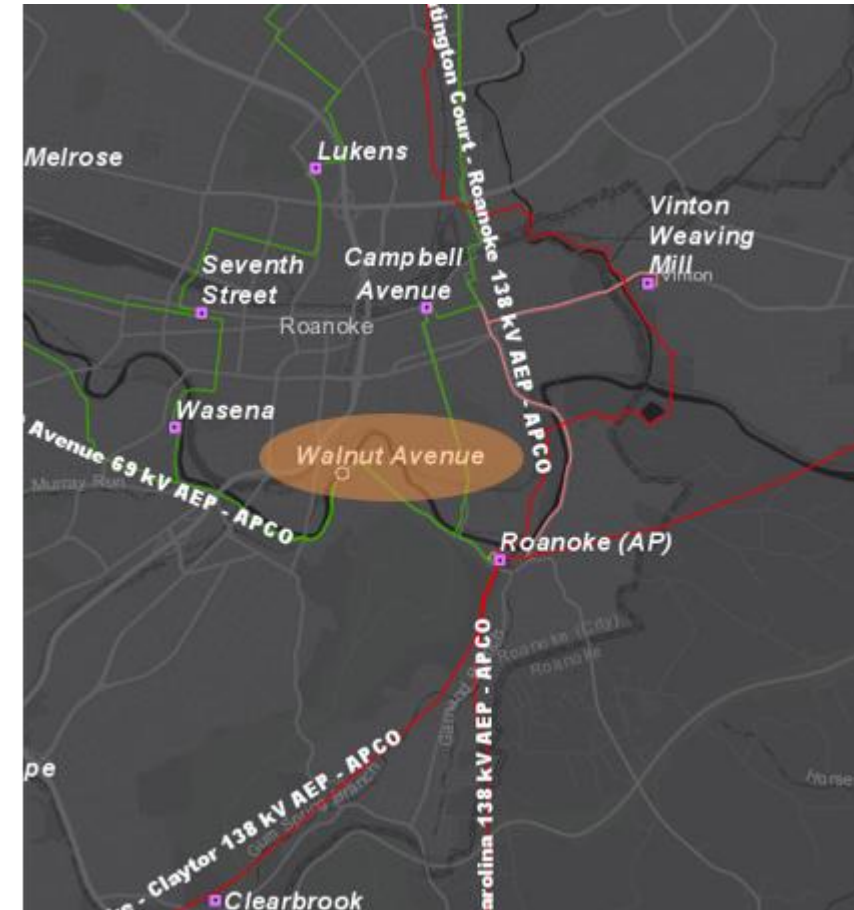 tington Court - Roanoke 138 kV AEP - APCO
Melrose
Lukens
Vinton
Weaving
Mill
Vinton
Seventh
Street
Campbell
Avenue
Roanoke
Wasena
Walnut Avenue
Avenue 69 kV AEP - APCO
Murray Run
Roanoke (AP)
Roanoke (City)
Roanoke
arolina 138 kV AEP - APCO
pe
- Claytor 138 kV AEP - APCO
Branch
Horse
Clearbrook